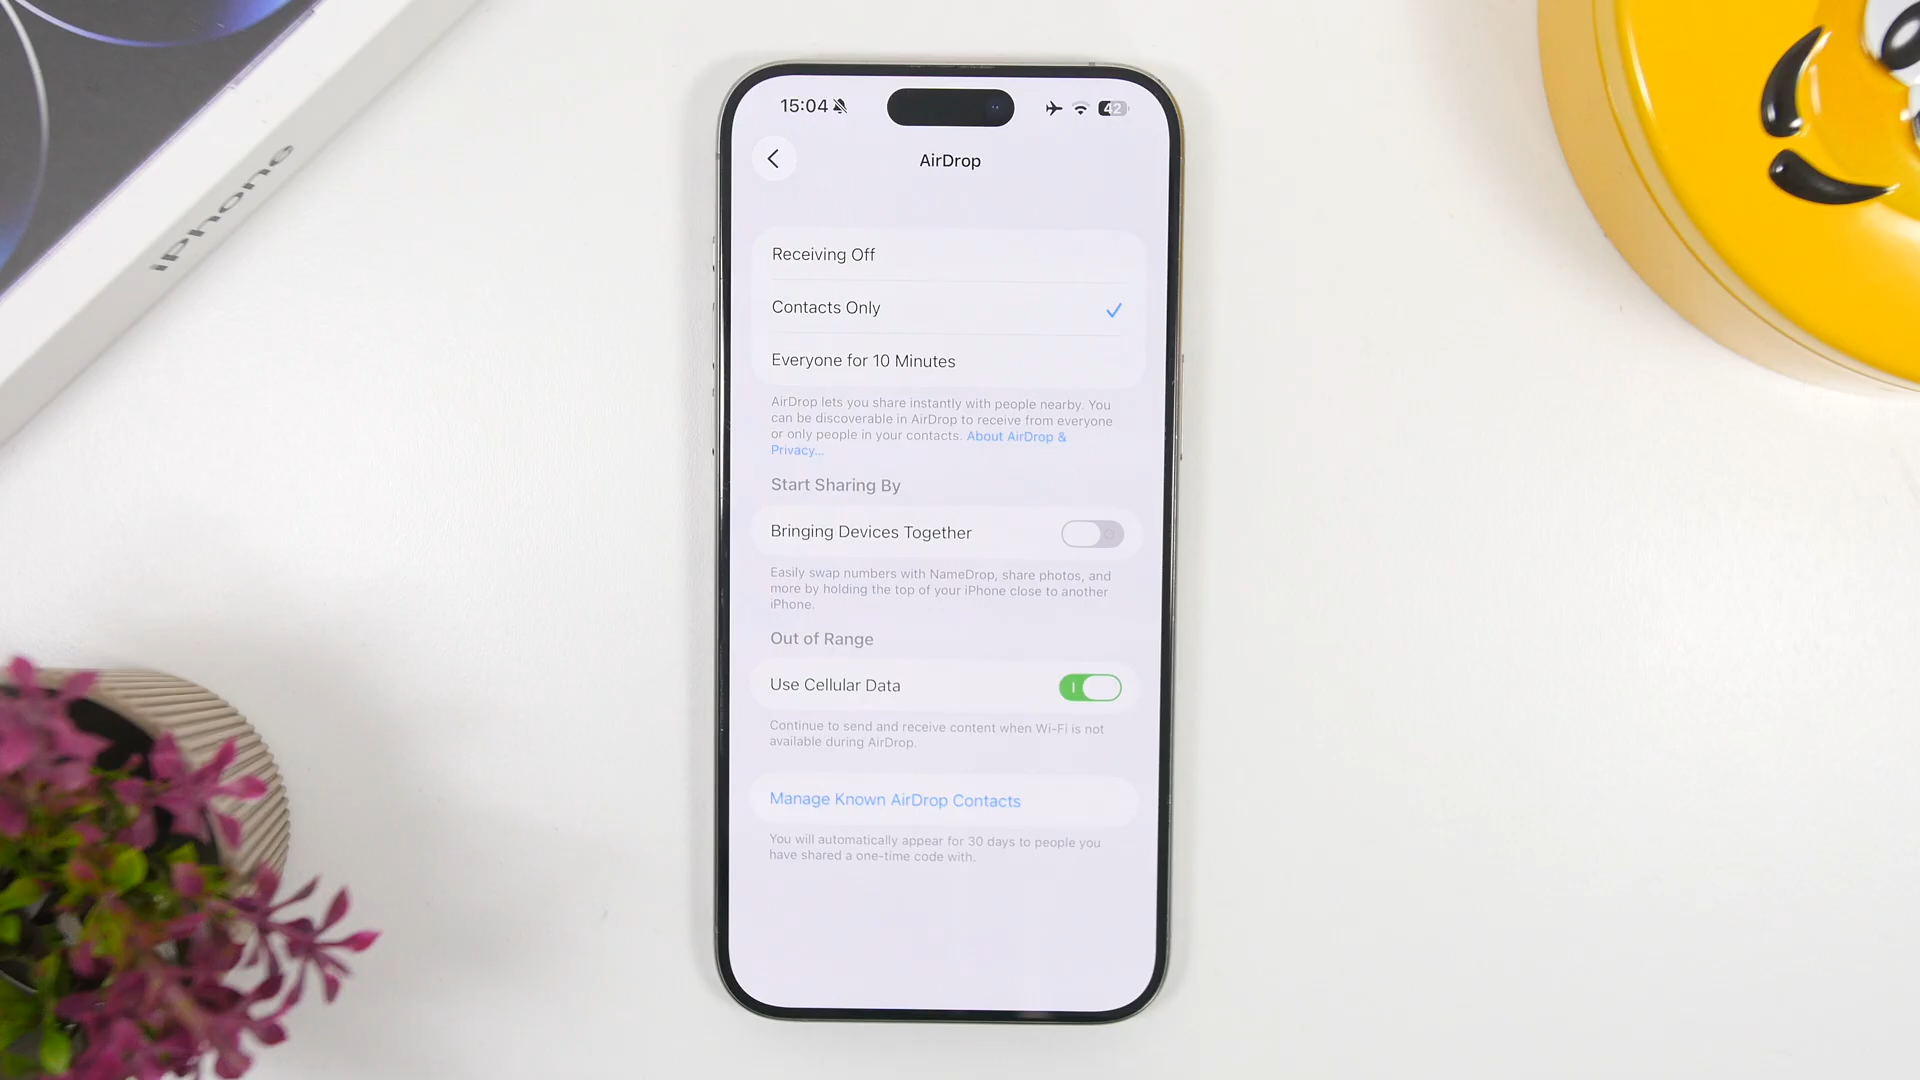 iPhone
15:04
42
AirDrop
Receiving Off
Contacts Only
Everyone for 10 Minutes
AirDrop lets you share instantly with people nearby. You
can be discoverable in AirDrop to receive from everyone
or only people in your contacts. About AirDrop &
Privacy...
Start Sharing By
Bringing Devices Together
Easily swap numbers with NameDrop, share photos, and
more by holding the top of your iPhone close to another
iPhone.
Out of Range
Use Cellular Data
Continue to send and receive content when Wi-Fi is not
available during AirDrop.
Manage Known AirDrop Contacts
You will automatically appear for 30 days to people you
have shared a one-time code with.